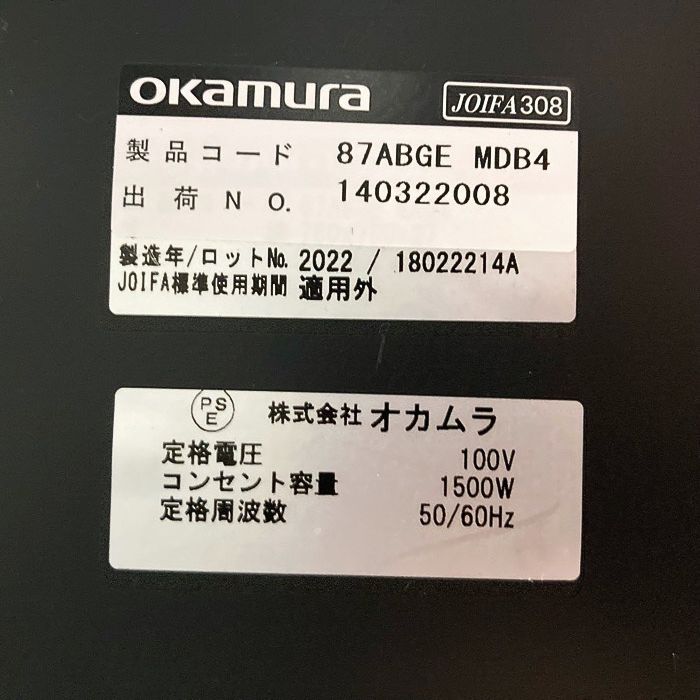 okamura JOIFA308
製品コード 87ABGE MDB4
出荷NO. 140322008
製造年/ロットNo. 2022 / 18022214A
JOIFA標準使用期間 適用外
PSE 株式会社オカムラ
定格電圧 100V
コンセント容量 1500W
定格周波数 50/60Hz